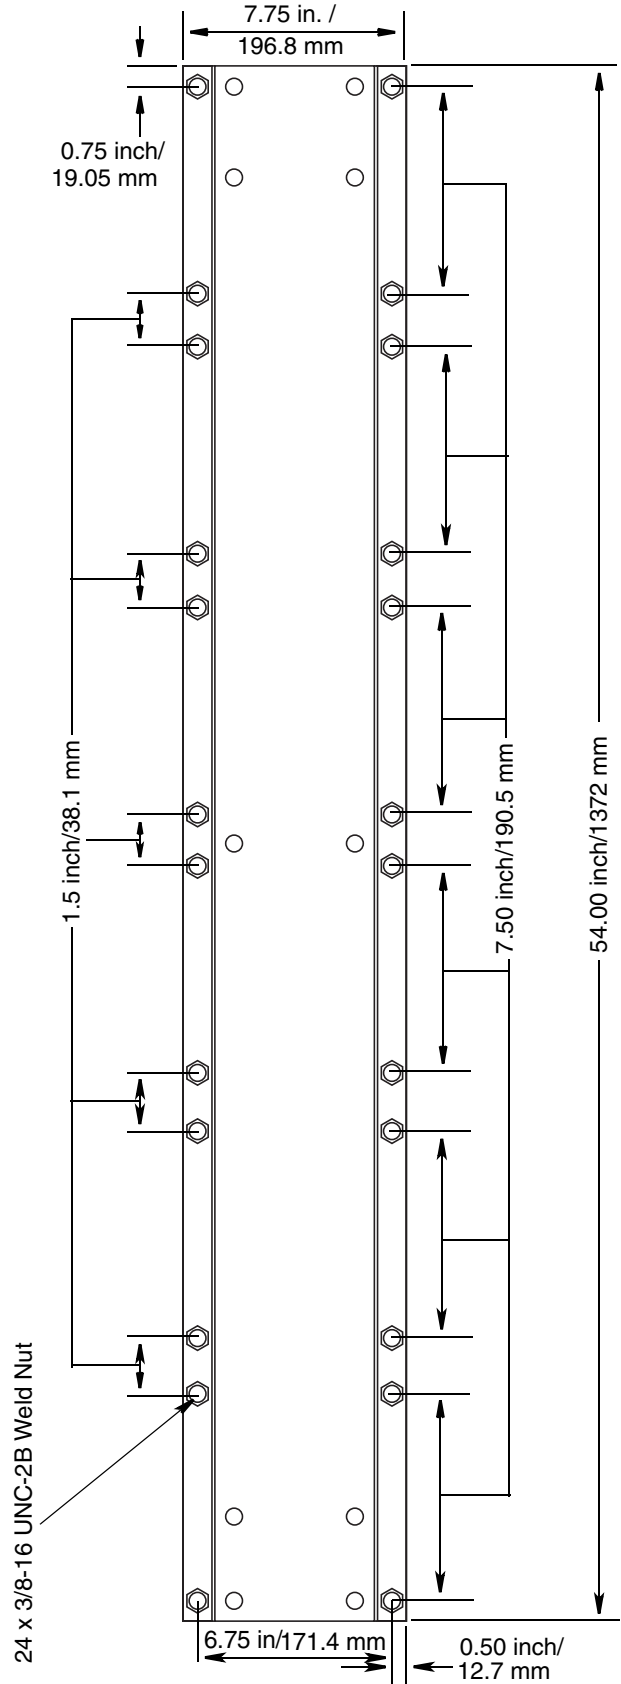 7.75 in. /
196.8 mm
0.75 inch/
19.05 mm
1.5 inch/38.1 mm
7.50 inch/190.5 mm
54.00 inch/1372 mm
24 x 3/8-16 UNC-2B Weld Nut
6.75 in/171.4 mm
0.50 inch/
12.7 mm